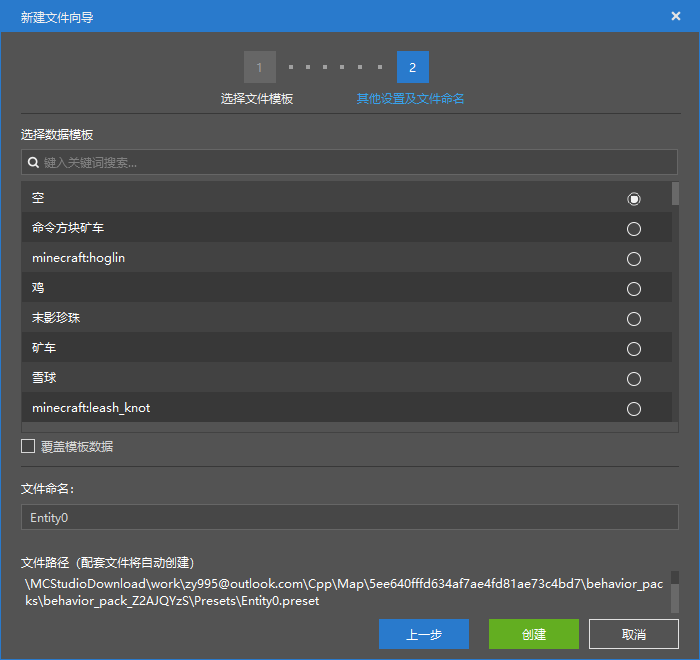 新建文件向导
1
2
选择文件模板
其他设置及文件命名
选择数据模板
键入关键词搜索...
空
命令方块矿车
minecraft:hoglin
鸡
末影珍珠
矿车
雪球
minecraft:leash_knot
覆盖模板数据
文件命名：
Entity0
文件路径（配套文件将自动创建）
\MCStudioDownload\work\zy995@outlook.com\Cpp\Map\5ee640fffd634af7ae4fd81ae73c4bd7\behavior_pac
ks\behavior_pack_Z2AJQYzS\Presets\Entity0.preset
上一步
创建
取消